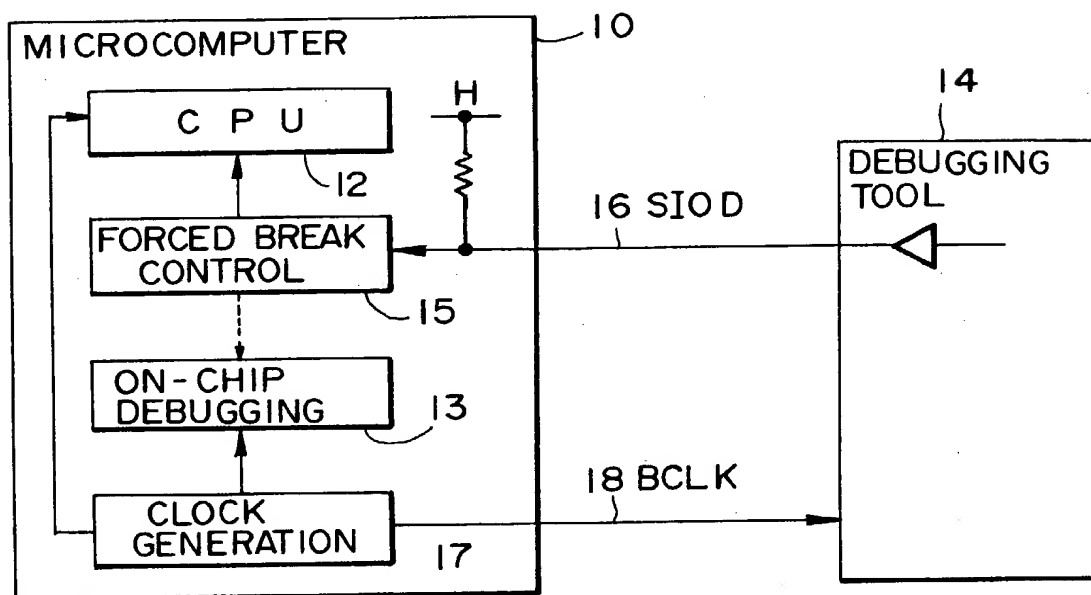 MICROCOMPUTER
10
CPU
12
H
14
DEBUGGING
TOOL
16 SIOD
FORCED BREAK
CONTROL
15
ON-CHIP
DEBUGGING
13
18 BCLK
CLOCK
GENERATION
17